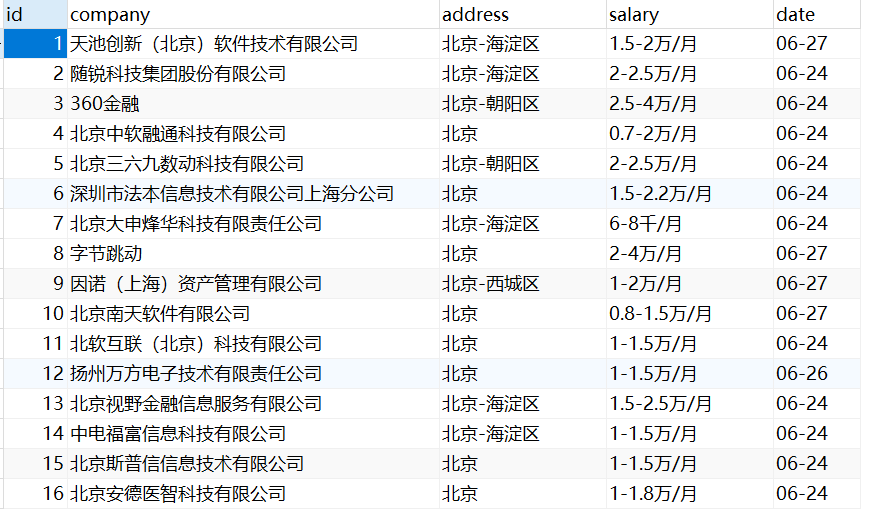 id company address salary date
1 天池创新（北京）软件技术有限公司 北京-海淀区 1.5-2万/月 06-27
2 随锐科技集团股份有限公司 北京-海淀区 2-2.5万/月 06-24
3 360金融 北京-朝阳区 2.5-4万/月 06-24
4 北京中软融通科技有限公司 北京 0.7-2万/月 06-24
5 北京三六九数动科技有限公司 北京-朝阳区 2-2.5万/月 06-24
6 深圳市法本信息技术有限公司上海分公司 北京 1.5-2.2万/月 06-24
7 北京大申烽华科技有限责任公司 北京-海淀区 6-8千/月 06-24
8 字节跳动 北京 2-4万/月 06-27
9 因诺（上海）资产管理有限公司 北京-西城区 1-2万/月 06-27
10 北京南天软件有限公司 北京 0.8-1.5万/月 06-27
11 北软互联（北京）科技有限公司 北京 1-1.5万/月 06-24
12 扬州万方电子技术有限责任公司 北京 1-1.5万/月 06-26
13 北京视野金融信息服务有限公司 北京-海淀区 1.5-2.5万/月 06-24
14 中电福富信息科技有限公司 北京-海淀区 1-1.5万/月 06-24
15 北京斯普信信息技术有限公司 北京 1-1.5万/月 06-24
16 北京安德医智科技有限公司 北京 1-1.8万/月 06-24